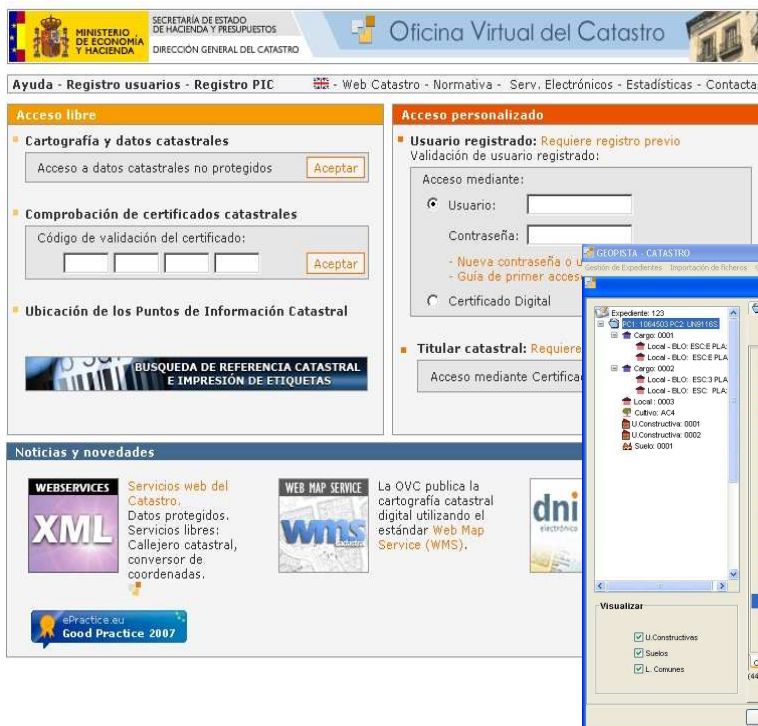 MINISTERIO
DE ECONOMÍA
Y HACIENDA
SECRETARÍA DE ESTADO
DE HACIENDA Y PRESUPUESTOS
DIRECCIÓN GENERAL DEL CATASTRO
Oficina Virtual del Catastro
Ayuda - Registro usuarios - Registro PIC
- Web Catastro - Normativa - Serv. Electrónicos - Estadísticas - Contacta
Acceso libre
Cartografía y datos catastrales
Acceso a datos catastrales no protegidos
Aceptar
Comprobación de certificados catastrales
Código de validación del certificado:
Aceptar
Ubicación de los Puntos de Información Catastral
BUSQUEDA DE REFERENCIA CATASTRAL
E IMPRESIÓN DE ETIQUETAS
Acceso personalizado
Usuario registrado: Requiere registro previo
Validación de usuario registrado:
Acceso mediante:
Usuario:
Contraseña:
- Nueva contraseña o u
- Guía de primer acces
Certificado Digital
Titular catastral: Requiere
Acceso mediante Certifica
Noticias y novedades
WEBSERVICES
XML
Servicios web del
Catastro.
Datos protegidos.
Servicios libres:
Callejero catastral,
conversor de
coordenadas.
WEB MAP SERVICE
wms
La OVC publica la
cartografía catastral
digital utilizando el
estándar Web Map
Service (WMS).
dni
electrónico
ePractice.eu
Good Practice 2007
GEOPISTA - CATASTRO
Gestión de Expedientes Importación de ficheros
Expediente: 123
PC1: 1064503 PC2: UN9116S
Cargo: 0001
Local - BLO: ESC:E PLA:
Local - BLO: ESC:E PLA
Cargo: 0002
Local - BLO: ESC:3 PLA
Local - BLO: ESC: PLA:
Local : 0003
Cultivo: AC4
U.Constructiva: 0001
U.Constructiva: 0002
Suelo: 0001
Visualizar
U.Constructivas
Suelos
L. Comunes
(44